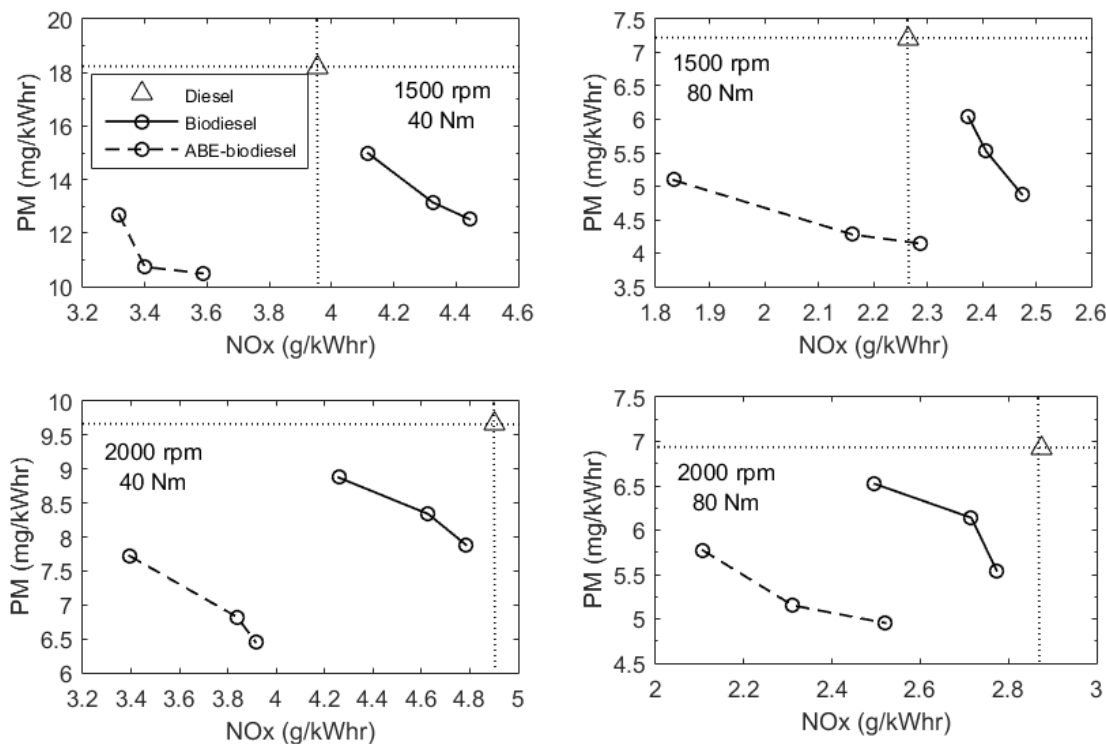 20
18
16
14
12
10
PM (mg/kWhr)
Diesel
Biodiesel
ABE-biodiesel
1500 rpm
40 Nm
3.2 3.4 3.6 3.8 4 4.2 4.4 4.6
NOx (g/kWhr)
7.5
7
6.5
6
5.5
5
4.5
4
3.5
PM (mg/kWhr)
1500 rpm
80 Nm
1.8 1.9 2 2.1 2.2 2.3 2.4 2.5 2.6
NOx (g/kWhr)
10
9.5
9
8.5
8
7.5
7
6.5
6
PM (mg/kWhr)
2000 rpm
40 Nm
3.2 3.4 3.6 3.8 4 4.2 4.4 4.6 4.8 5
NOx (g/kWhr)
7.5
7
6.5
6
5.5
5
4.5
PM (mg/kWhr)
2000 rpm
80 Nm
2 2.2 2.4 2.6 2.8 3
NOx (g/kWhr)